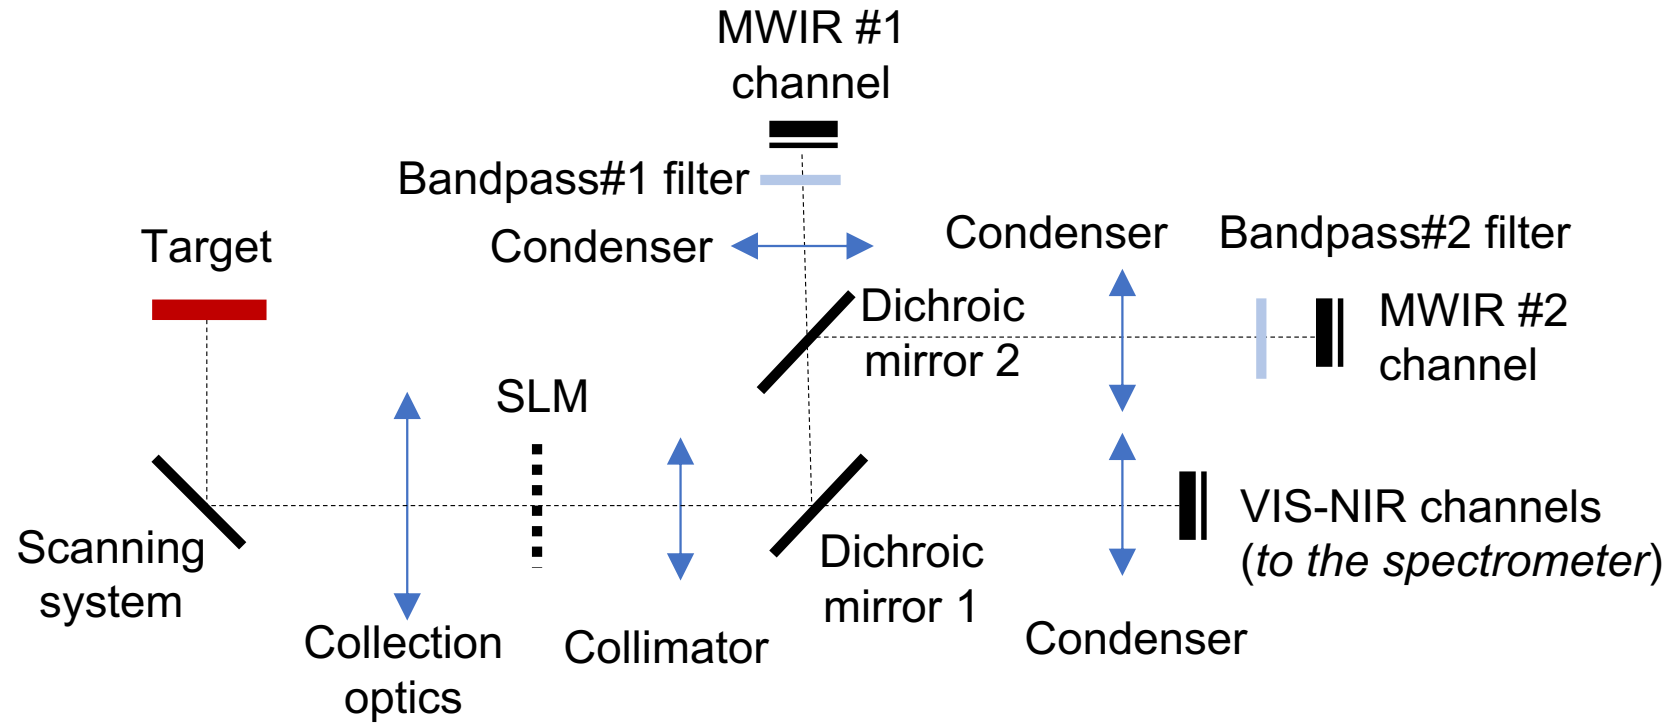 MWIR #1
channel
Bandpass#1 filter
Condenser
Target
Condenser
Bandpass#2 filter
Dichroic
mirror 2
MWIR #2
channel
SLM
Scanning
system
Collection
optics
Collimator
Dichroic
mirror 1
Condenser
VIS-NIR channels
(to the spectrometer)